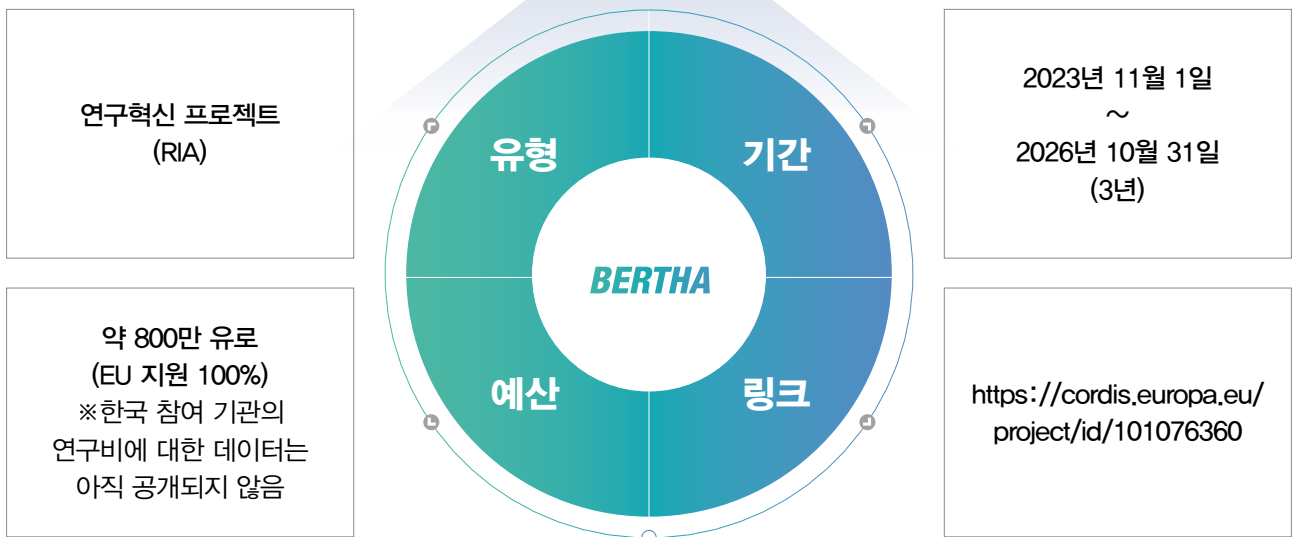 연구혁신 프로젝트
(RIA)
유형
기간
2023년 11월 1일
~
2026년 10월 31일
(3년)
BERTHA
약 800만 유로
(EU 지원 100%)
※한국 참여 기관의
연구비에 대한 데이터는
아직 공개되지 않음
예산
링크
https://cordis.europa.eu/
project/id/101076360